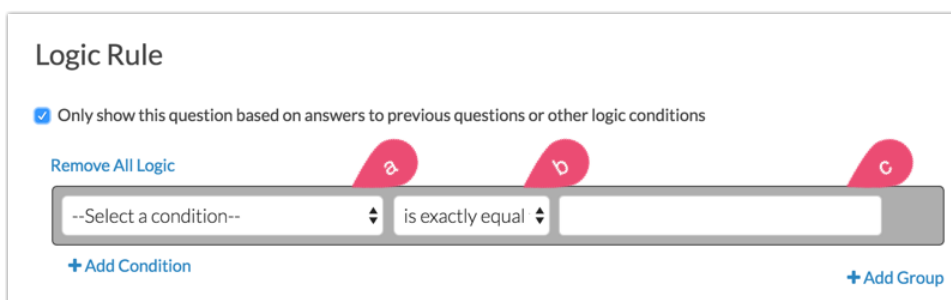 Logic Rule
Only show this question based on answers to previous questions or other logic conditions
Remove All Logic
a
b
c
--Select a condition--
is exactly equal
+ Add Condition
+ Add Group